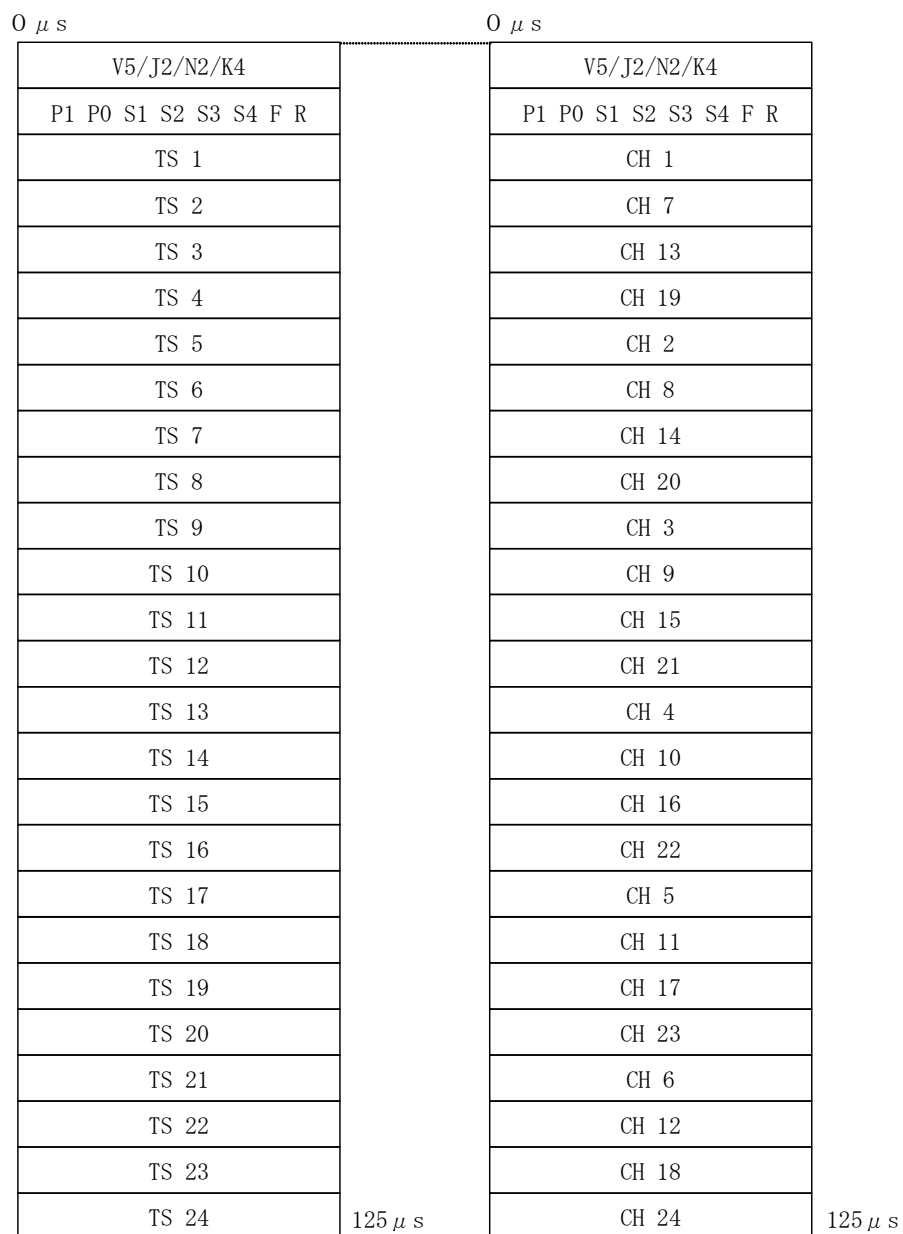 0 μs
V5/J2/N2/K4
P1 P0 S1 S2 S3 S4 F R
TS 1
TS 2
TS 3
TS 4
TS 5
TS 6
TS 7
TS 8
TS 9
TS 10
TS 11
TS 12
TS 13
TS 14
TS 15
TS 16
TS 17
TS 18
TS 19
TS 20
TS 21
TS 22
TS 23
TS 24
125μs
0 μs
V5/J2/N2/K4
P1 P0 S1 S2 S3 S4 F R
CH 1
CH 7
CH 13
CH 19
CH 2
CH 8
CH 14
CH 20
CH 3
CH 9
CH 15
CH 21
CH 4
CH 10
CH 16
CH 22
CH 5
CH 11
CH 17
CH 23
CH 6
CH 12
CH 18
CH 24
125μs